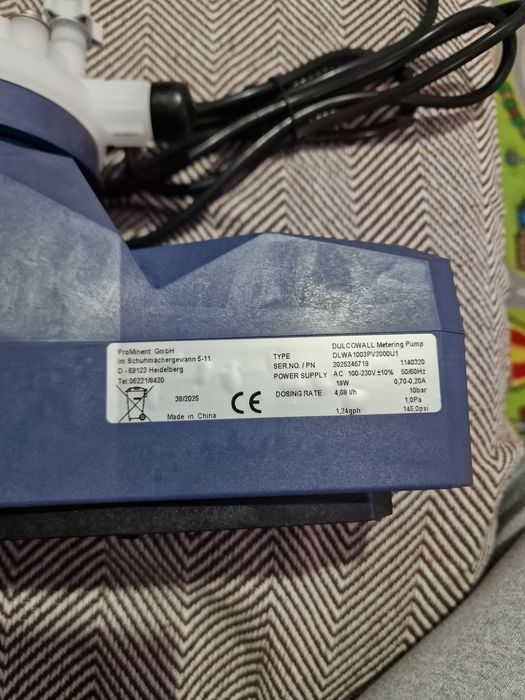 ProMinent GmbH
Im Schuhmachergewann 5-11
D - 69123 Heidelberg
Tel:06221/8420
38/2025
Made in China
CE
DULCOWALL Metering Pump
TYPE DLWA1003PV2000U1
SER.NO. / PN 2025246719 1140320
POWER SUPPLY AC 100-230V ±10% 50/60Hz
18W 0,70-0,20A
DOSING RATE 4,68 l/h 10bar
1,0Pa
1,24gph 145,0psi